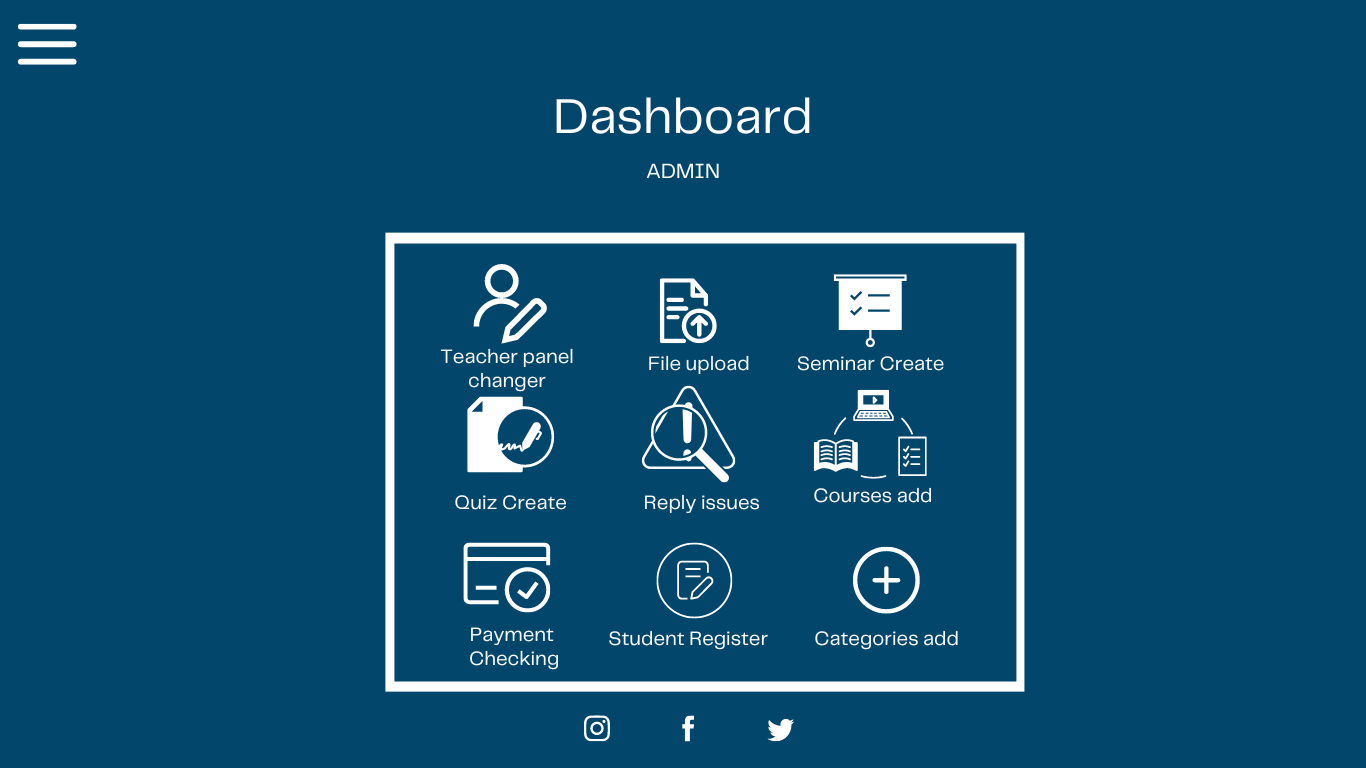 Dashboard
ADMIN
Teacher panel
changer
File upload
Seminar Create
Quiz Create
Reply issues
Courses add
Payment
Checking
Student Register
Categories add